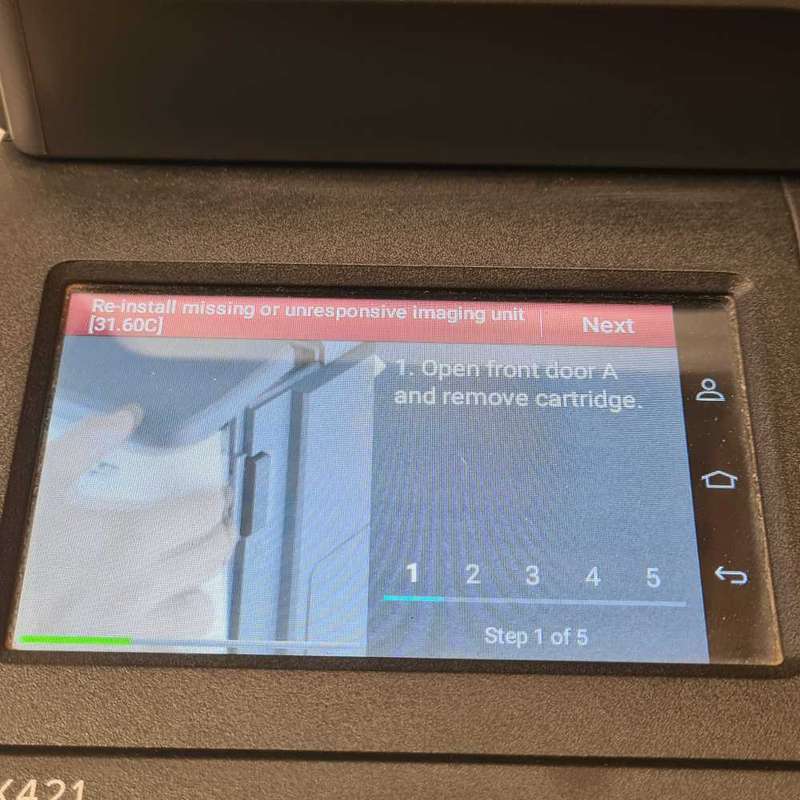 Re-install missing or unresponsive imaging unit
[31.60C]
Next
1. Open front door A
and remove cartridge.
1 2 3 4 5
Step 1 of 5